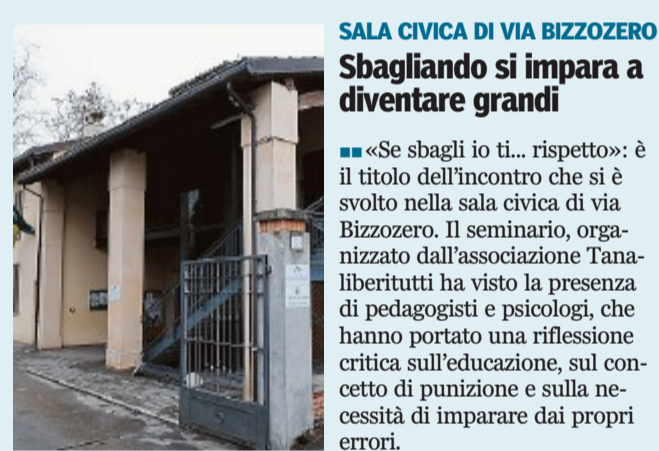 SALA CIVICA DI VIA BIZZOZERO
Sbagliando si impara a
diventare grandi
«Se sbagli io ti... rispetto»: è
il titolo dell'incontro che si è
svolto nella sala civica di via
Bizzozero. Il seminario, orga-
nizzato dall'associazione Tana-
liberitutti ha visto la presenza
di pedagogisti e psicologi, che
hanno portato una riflessione
critica sull'educazione, sul con-
cetto di punizione e sulla ne-
cessità di imparare dai propri
errori.